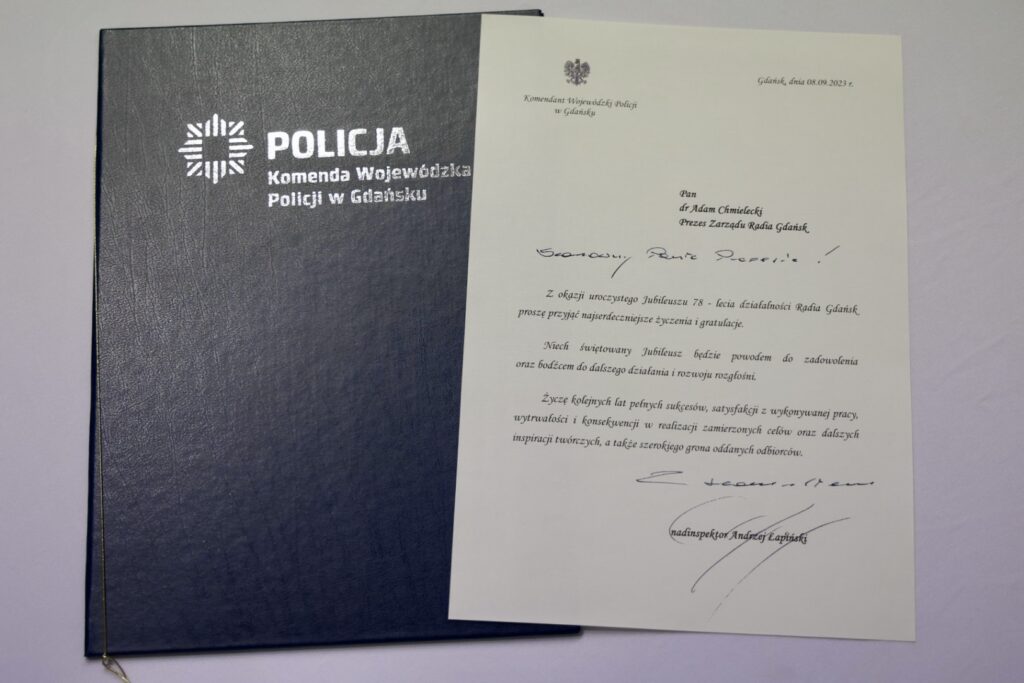 POLICJA
Komenda Wojewódzka
Policji w Gdańsku
Gdańsk, dnia 08.09.2023 r.
Komendant Wojewódzki Policji
w Gdańsku
Pan
dr Adam Chmielecki
Prezes Zarządu Radia Gdańsk
Szanowny Panie Prezesie !
Z okazji uroczystego Jubileuszu 78 - lecia działalności Radia Gdańsk
proszę przyjąć najserdeczniejsze życzenia i gratulacje.
Niech świętowany Jubileusz będzie powodem do zadowolenia
oraz bodźcem do dalszego działania i rozwoju rozgłośni.
Życzę kolejnych lat pełnych sukcesów, satysfakcji z wykonywanej pracy,
wytrwałości i konsekwencji w realizacji zamierzonych celów oraz dalszych
inspiracji twórczych, a także szerokiego grona oddanych odbiorców.
Z szacunkiem
nadinspektor Andrzej Łapiński